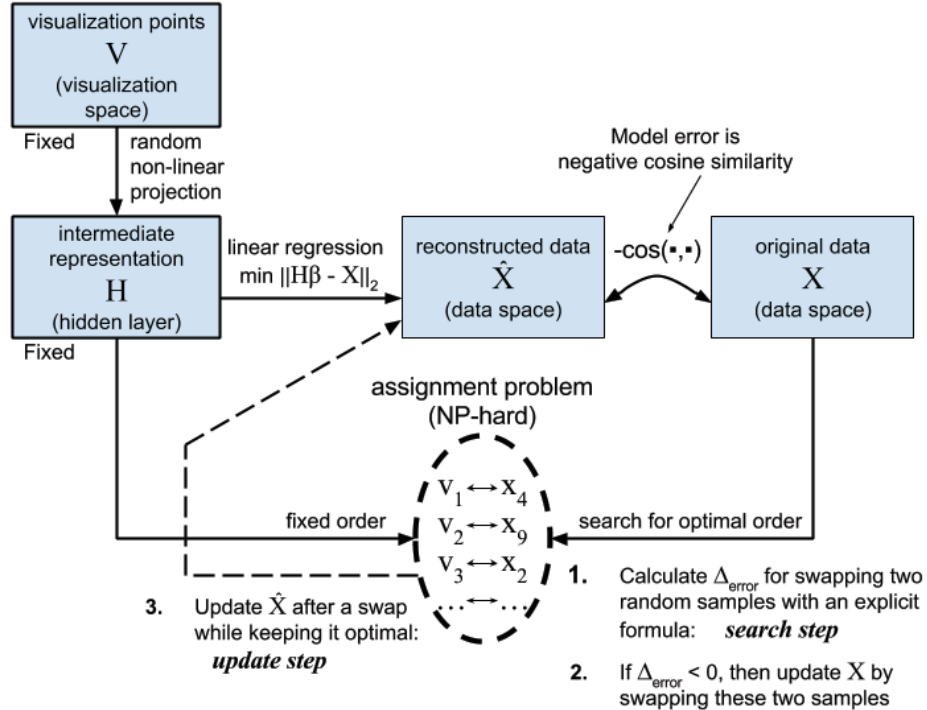 visualization points
V
(visualization
space)
Fixed
random
non-linear
projection
Model error is
negative cosine similarity
intermediate
representation
H
(hidden layer)
Fixed
linear regression
min ||Hβ - X||₂
reconstructed data
X̂
(data space)
-cos(▪,▪)
original data
X
(data space)
assignment problem
(NP-hard)
v₁ ↔ x₄
v₂ ↔ x₉
v₃ ↔ x₂
... ↔ ...
fixed order
search for optimal order
1. Calculate Δerror for swapping two
random samples with an explicit
formula: search step
2. If Δerror < 0, then update X by
swapping these two samples
3. Update X̂ after a swap
while keeping it optimal:
update step